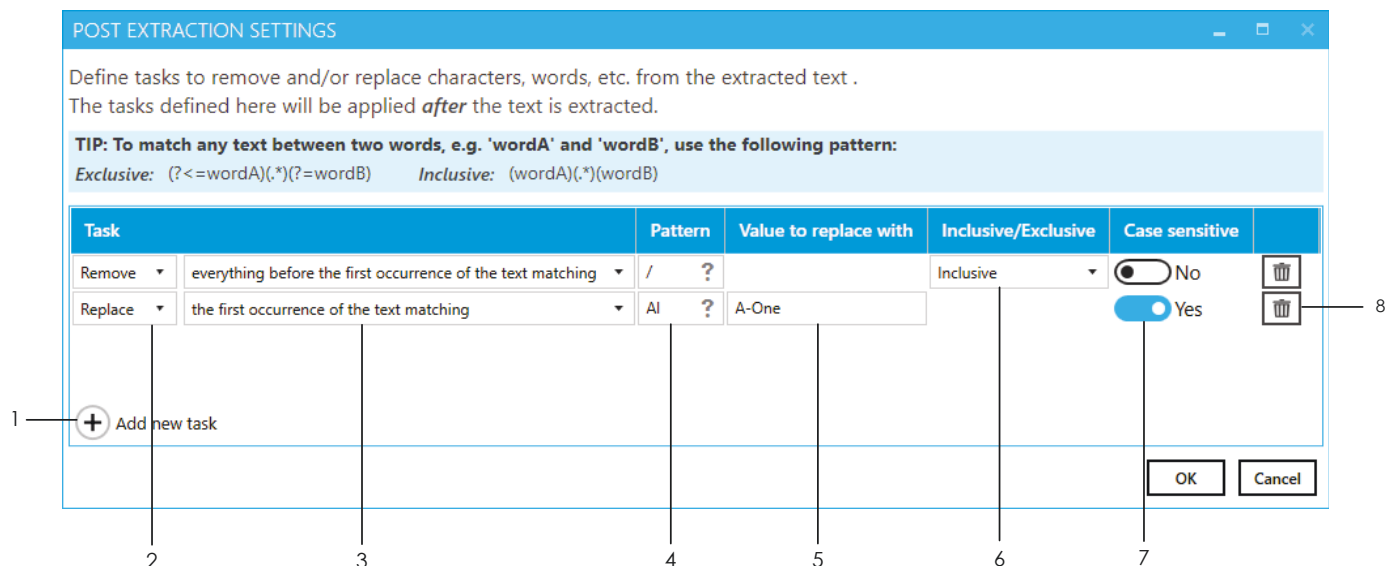 POST EXTRACTION SETTINGS
Define tasks to remove and/or replace characters, words, etc. from the extracted text .
The tasks defined here will be applied after the text is extracted.
TIP: To match any text between two words, e.g. 'wordA' and 'wordB', use the following pattern:
Exclusive: (?<=wordA)(.*)(?=wordB) Inclusive: (wordA)(.*)(wordB)
Task Pattern Value to replace with Inclusive/Exclusive Case sensitive
Remove everything before the first occurrence of the text matching / ? Inclusive No
Replace the first occurrence of the text matching AI ? A-One Yes
8
1 + Add new task
OK Cancel
2 3 4 5 6 7